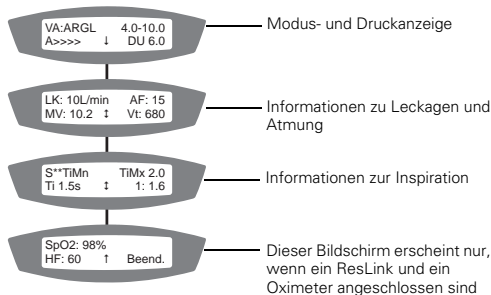 VA:ARGL 4.0-10.0
A>>>> ↓ DU 6.0
Modus- und Druckanzeige
LK: 10L/min AF: 15
MV: 10.2 ↕ Vt: 680
Informationen zu Leckagen und
Atmung
S**TiMn TiMx 2.0
Ti 1.5s ↕ 1: 1.6
Informationen zur Inspiration
SpO2: 98%
HF: 60 ↑ Beend.
Dieser Bildschirm erscheint nur,
wenn ein ResLink und ein
Oximeter angeschlossen sind